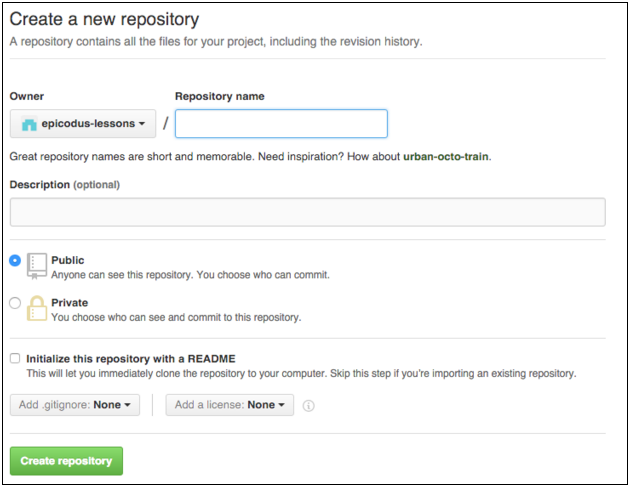 Create a new repository
A repository contains all the files for your project, including the revision history.
Owner
Repository name
epicodus-lessons
/
Great repository names are short and memorable. Need inspiration? How about urban-octo-train.
Description (optional)
Public
Anyone can see this repository. You choose who can commit.
Private
You choose who can see and commit to this repository.
Initialize this repository with a README
This will let you immediately clone the repository to your computer. Skip this step if you're importing an existing repository.
Add .gitignore: None
Add a license: None
Create repository